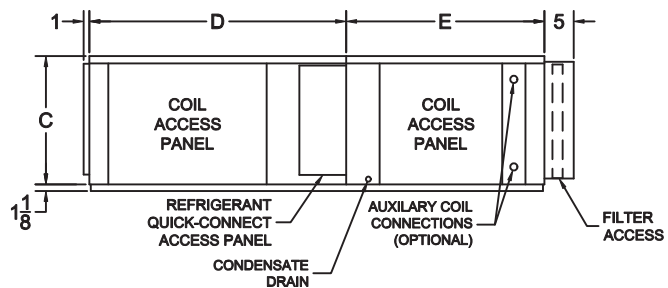 1
D
E
5
C
COIL
ACCESS
PANEL
COIL
ACCESS
PANEL
1 1/8
REFRIGERANT
QUICK-CONNECT
ACCESS PANEL
AUXILARY COIL
CONNECTIONS
(OPTIONAL)
FILTER
ACCESS
CONDENSATE
DRAIN